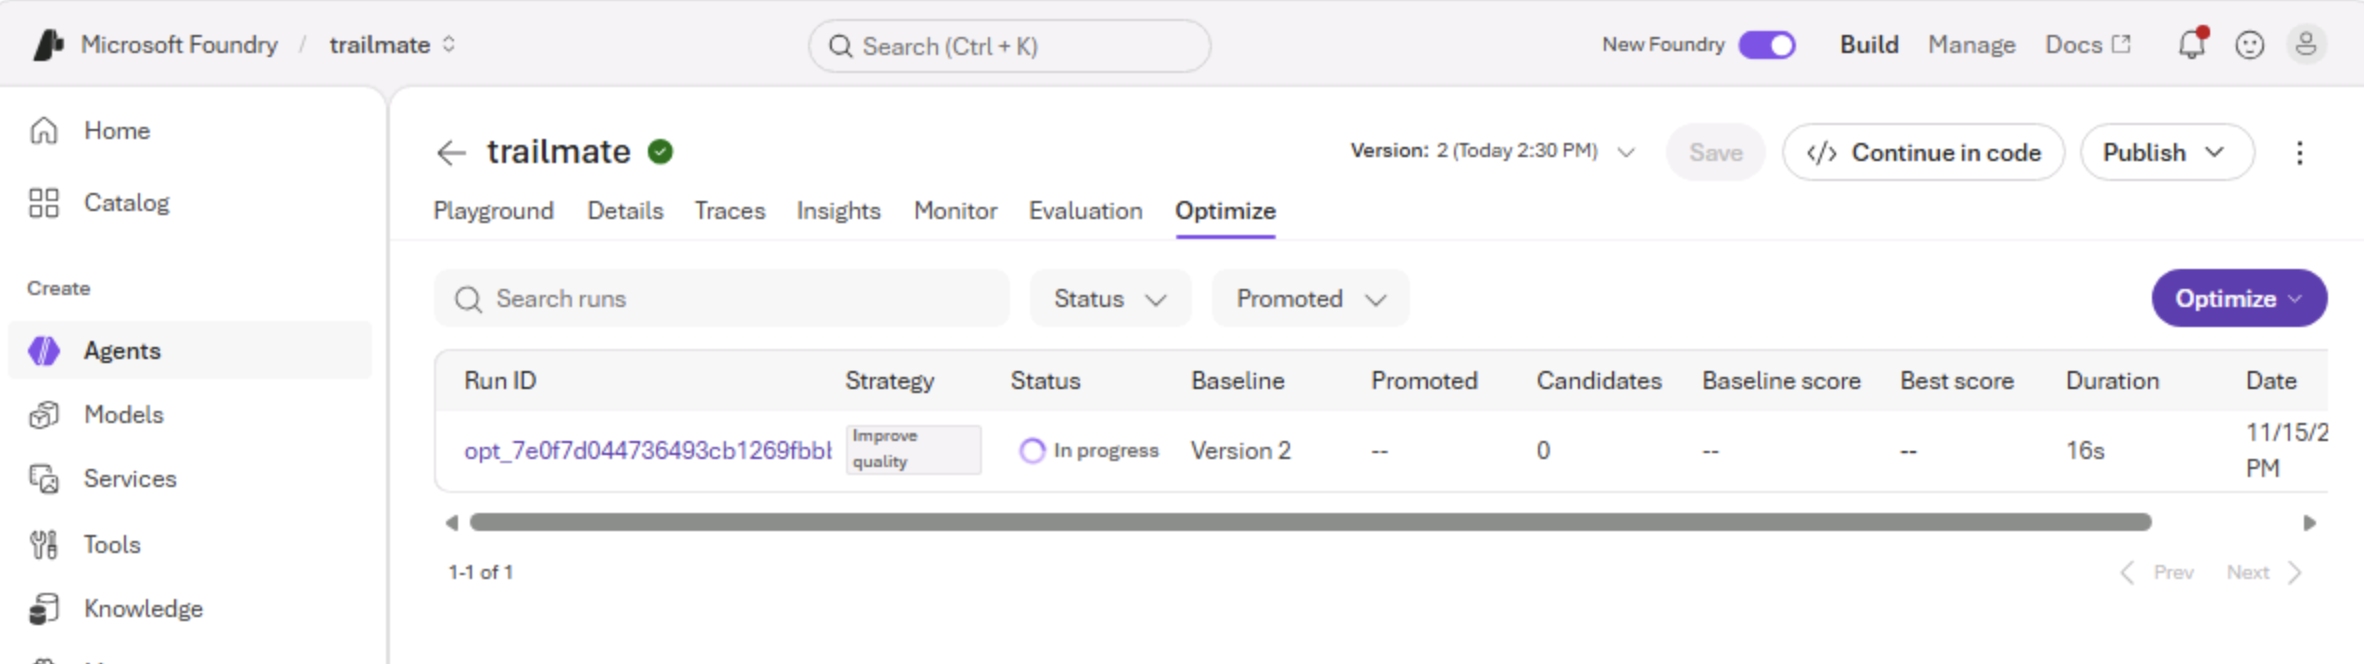 Microsoft Foundry / trailmate
Search (Ctrl + K)
New Foundry
Build
Manage
Docs
Home
Catalog
Create
Agents
Models
Services
Tools
Knowledge
trailmate
Version: 2 (Today 2:30 PM)
Save
</> Continue in code
Publish
Playground Details Traces Insights Monitor Evaluation Optimize
Search runs
Status
Promoted
Optimize
Run ID Strategy Status Baseline Promoted Candidates Baseline score Best score Duration Date
opt_7e0f7d044736493cb1269fbbb
Improve
quality
In progress
Version 2
--
0
--
--
16s
11/15/2
PM
1-1 of 1
Prev
Next